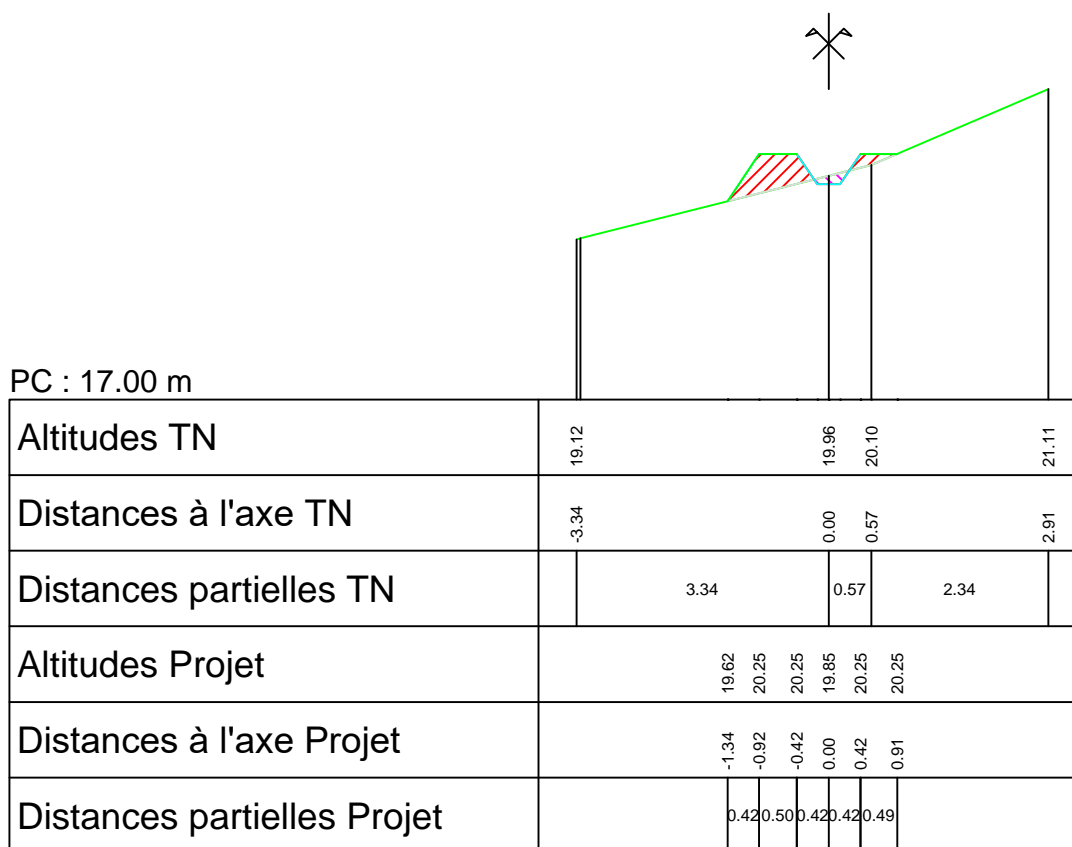 PC : 17.00 m
Altitudes TN 19.12 19.96 20.10 21.11
Distances à l'axe TN -3.34 0.00 0.57 2.91
Distances partielles TN 3.34 0.57 2.34
Altitudes Projet 19.62 20.25 20.25 19.85 20.25 20.25
Distances à l'axe Projet -1.34 -0.92 -0.42 0.00 0.42 0.91
Distances partielles Projet 0.42 0.50 0.42 0.42 0.49